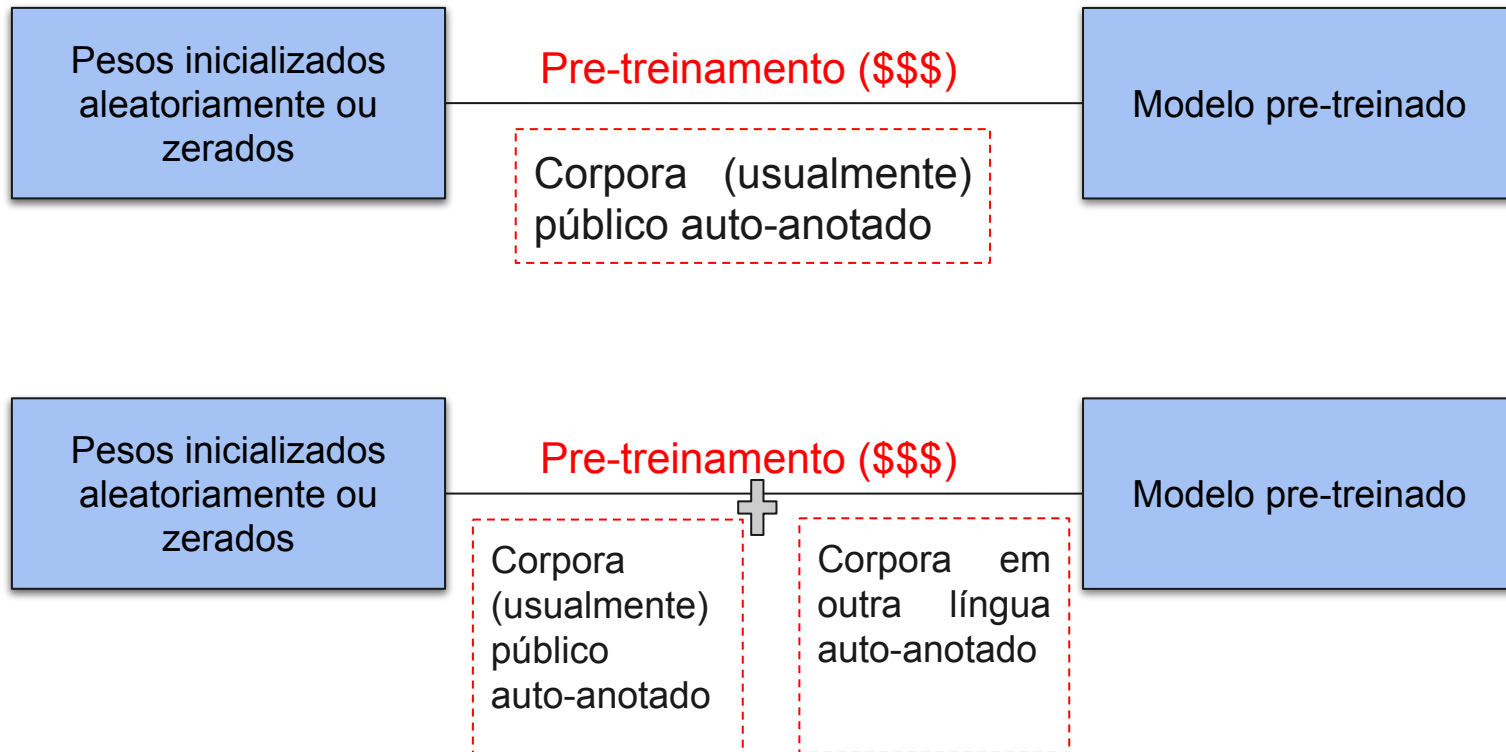 Pesos inicializados
aleatoriamente ou
zerados
Pre-treinamento ($$$)
Corpora (usualmente)
público auto-anotado
Modelo pre-treinado
Pesos inicializados
aleatoriamente ou
zerados
Pre-treinamento ($$$)
Corpora
(usualmente)
público
auto-anotado
Corpora em
outra língua
auto-anotado
Modelo pre-treinado